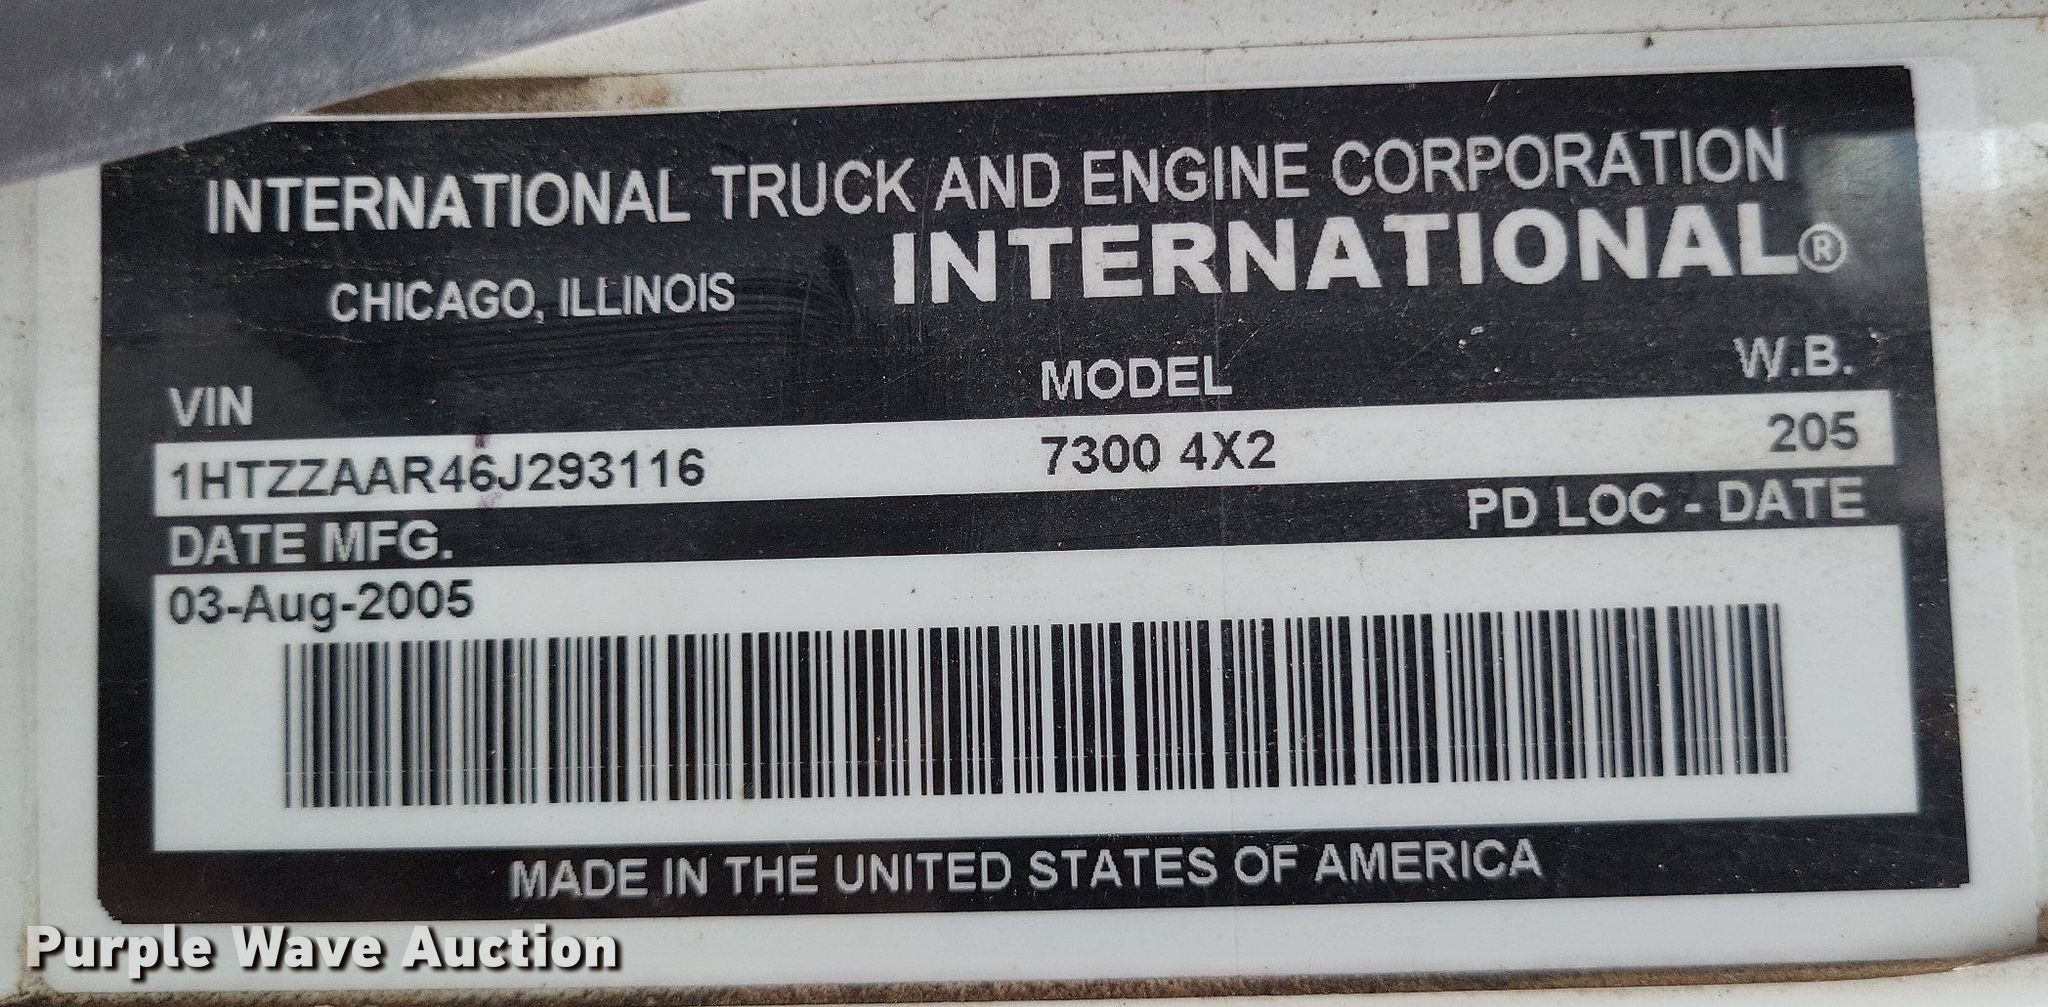 INTERNATIONAL TRUCK AND ENGINE CORPORATION
CHICAGO, ILLINOIS INTERNATIONAL®
VIN MODEL W.B.
1HTZZAAR46J293116 7300 4X2 205
DATE MFG. PD LOC - DATE
03-Aug-2005
MADE IN THE UNITED STATES OF AMERICA
Purple Wave Auction